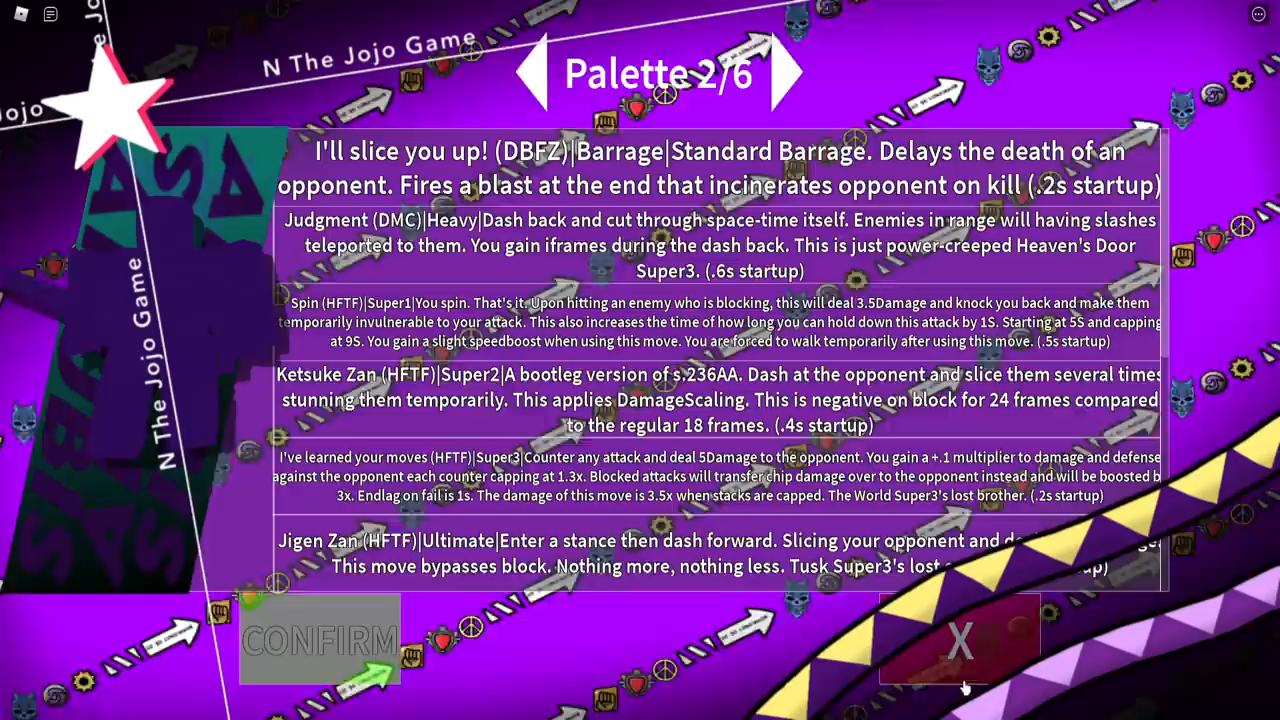 N The Jojo Game
Jojo
N The Jojo Game
Palette 2/6
I'll slice you up! (DBFZ)|Barrage|Standard Barrage. Delays the death of an
opponent. Fires a blast at the end that incinerates opponent on kill (.2s startup)
Judgment (DMC)|Heavy|Dash back and cut through space-time itself. Enemies in range will having slashes
teleported to them. You gain iframes during the dash back. This is just power-creeped Heaven's Door
Super3. (.6s startup)
Spin (HFTF)|Super1|You spin. That's it. Upon hitting an enemy who is blocking, this will deal 3.5Damage and knock you back and make them
temporarily invulnerable to your attack. This also increases the time of how long you can hold down this attack by 1S. Starting at 5S and capping
at 9S. You gain a slight speedboost when using this move. You are forced to walk temporarily after using this move. (.5s startup)
Ketsuke Zan (HFTF)|Super2|A bootleg version of s.236AA. Dash at the opponent and slice them several times
stunning them temporarily. This applies DamageScaling. This is negative on block for 24 frames compared
to the regular 18 frames. (.4s startup)
I've learned your moves (HFTF)|Super3|Counter any attack and deal 5Damage to the opponent. You gain a +.1 multiplier to damage and defense
against the opponent each counter capping at 1.3x. Blocked attacks will transfer chip damage over to the opponent instead and will be boosted b
3x. Endlag on fail is 1s. The damage of this move is 3.5x when stacks are capped. The World Super3's lost brother. (.2s startup)
Jigen Zan (HFTF)|Ultimate|Enter a stance then dash forward. Slicing your opponent and
This move bypasses block. Nothing more, nothing less. Tusk Super3's lost
CONFIRM
X